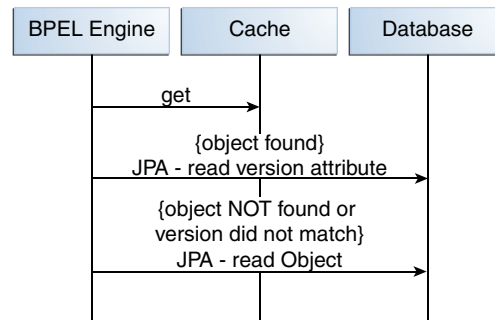 BPEL Engine
Cache
Database
get
{object found}
JPA - read version attribute
{object NOT found or
version did not match}
JPA - read Object